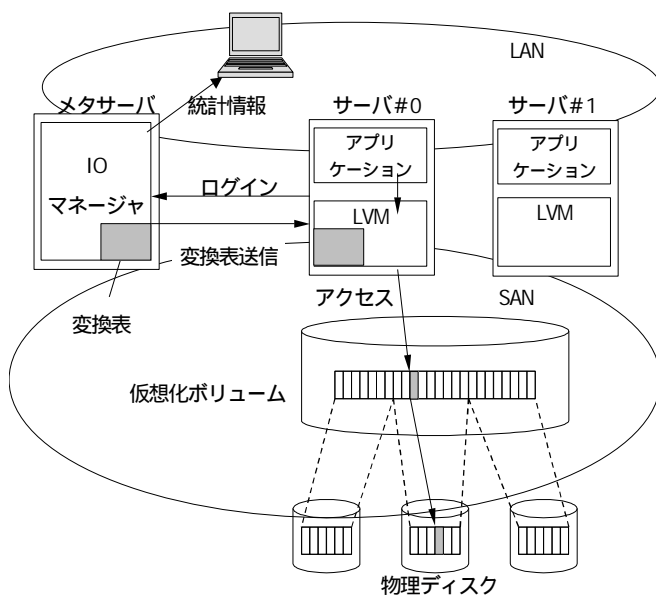 LAN
メタサーバ
統計情報
サーバ#0
サーバ#1
IO
マネージャ
アプリ
ケーション
アプリ
ケーション
ログイン
LVM
LVM
変換表送信
変換表
アクセス
SAN
仮想化ボリューム
物理ディスク